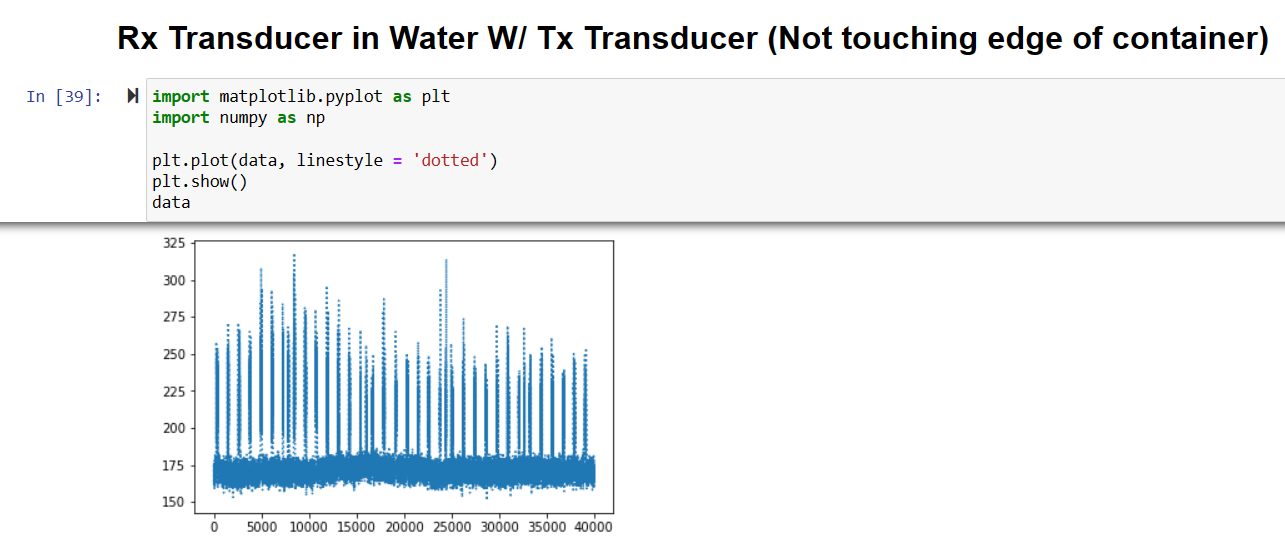 Rx Transducer in Water W/ Tx Transducer (Not touching edge of container)
In [39]:
import matplotlib.pyplot as plt
import numpy as np
plt.plot(data, linestyle = 'dotted')
plt.show()
data
325
300
275
250
225
200
175
150
0 5000 10000 15000 20000 25000 30000 35000 40000